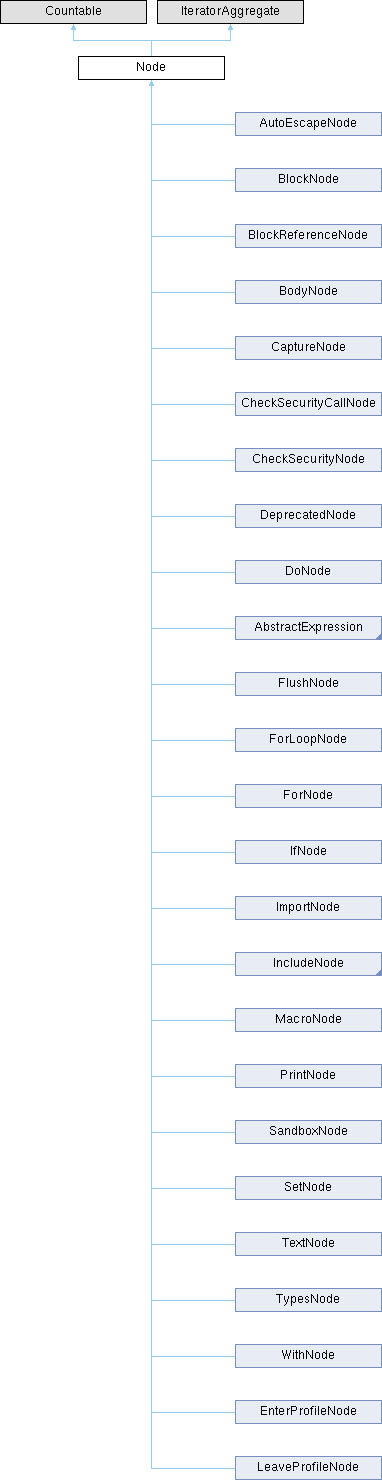 Countable
IteratorAggregate
Node
AutoEscapeNode
BlockNode
BlockReferenceNode
BodyNode
CaptureNode
CheckSecurityCallNode
CheckSecurityNode
DeprecatedNode
DoNode
AbstractExpression
FlushNode
ForLoopNode
ForNode
IfNode
ImportNode
IncludeNode
MacroNode
PrintNode
SandboxNode
SetNode
TextNode
TypesNode
WithNode
EnterProfileNode
LeaveProfileNode